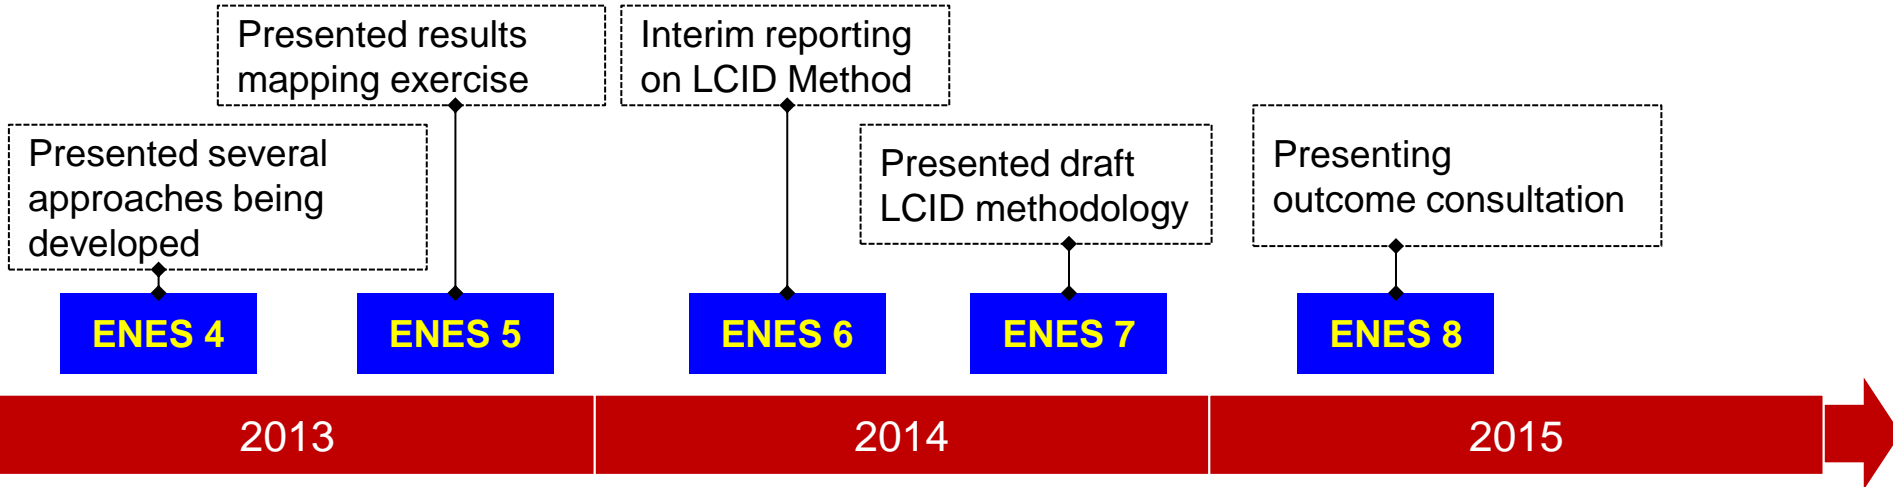 Presented results
mapping exercise
Interim reporting
on LCID Method
Presented several
approaches being
developed
Presented draft
LCID methodology
Presenting
outcome consultation
ENES 4
ENES 5
ENES 6
ENES 7
ENES 8
2013
2014
2015